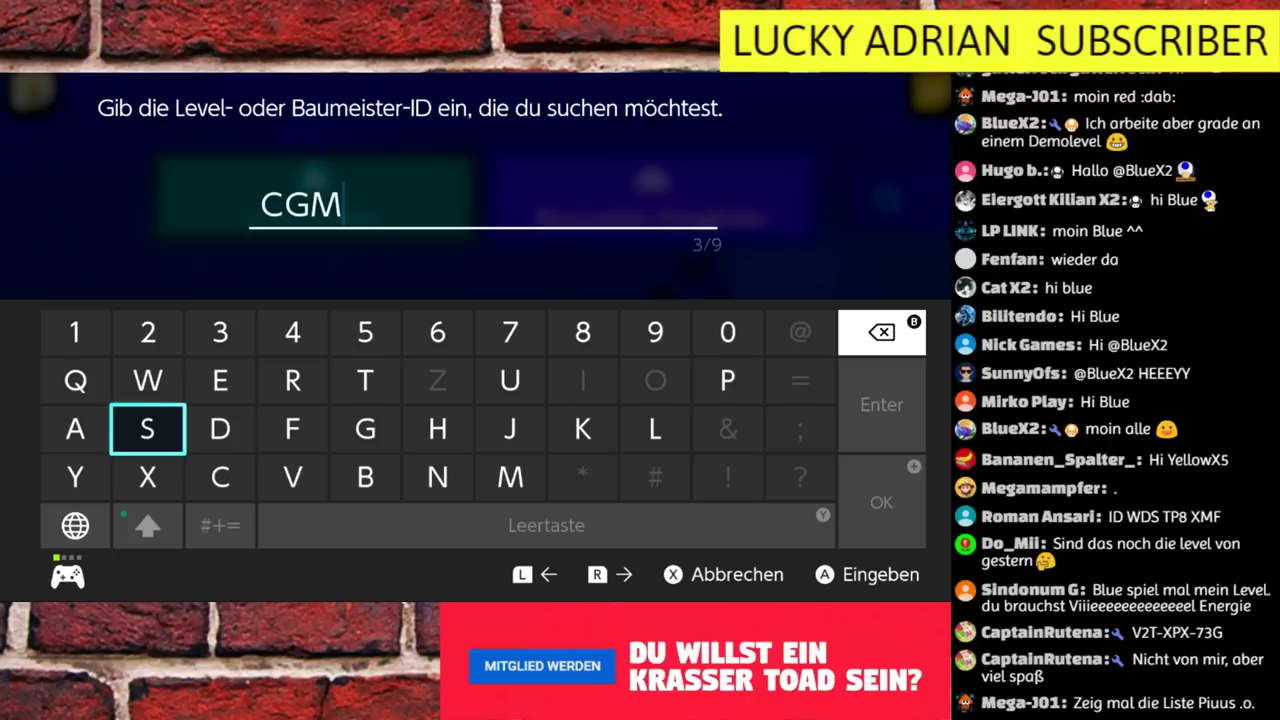 LUCKY ADRIAN SUBSCRIBER
Gib die Level- oder Baumeister-ID ein, die du suchen möchtest.
CGM
3/9
1 2 3 4 5 6 7 8 9 0 @
B
Q W E R T Z U I O P =
Enter
A S D F G H J K L & ;
Y X C V B N M * # ! ?
OK
#+=
Leertaste
Y
L ← R → X Abbrechen A Eingeben
MITGLIED WERDEN
DU WILLST EIN
KRASSER TOAD SEIN?
Mega-J01: moin red :dab:
BlueX2: Ich arbeite aber grade an
einem Demolevel
Hugo b.: Hallo @BlueX2
Eiergott Kilian X2: hi Blue
LP LINK: moin Blue ^^
Fenfan: wieder da
Cat X2: hi blue
Bilitendo: Hi Blue
Nick Games: Hi @BlueX2
SunnyOfs: @BlueX2 HEEEYY
Mirko Play: Hi Blue
BlueX2: moin alle
Bananen_Spalter_: Hi YellowX5
Megamampfer: .
Roman Ansari: ID WDS TP8 XMF
Do_Mii: Sind das noch die level von
gestern
Sindonum G: Blue spiel mal mein Level.
du brauchst Viiieeeeeeeeeeeel Energie
CaptainRutena: V2T-XPX-73G
CaptainRutena: Nicht von mir, aber
viel spaß
Mega-J01: Zeig mal die Liste Piuus .o.